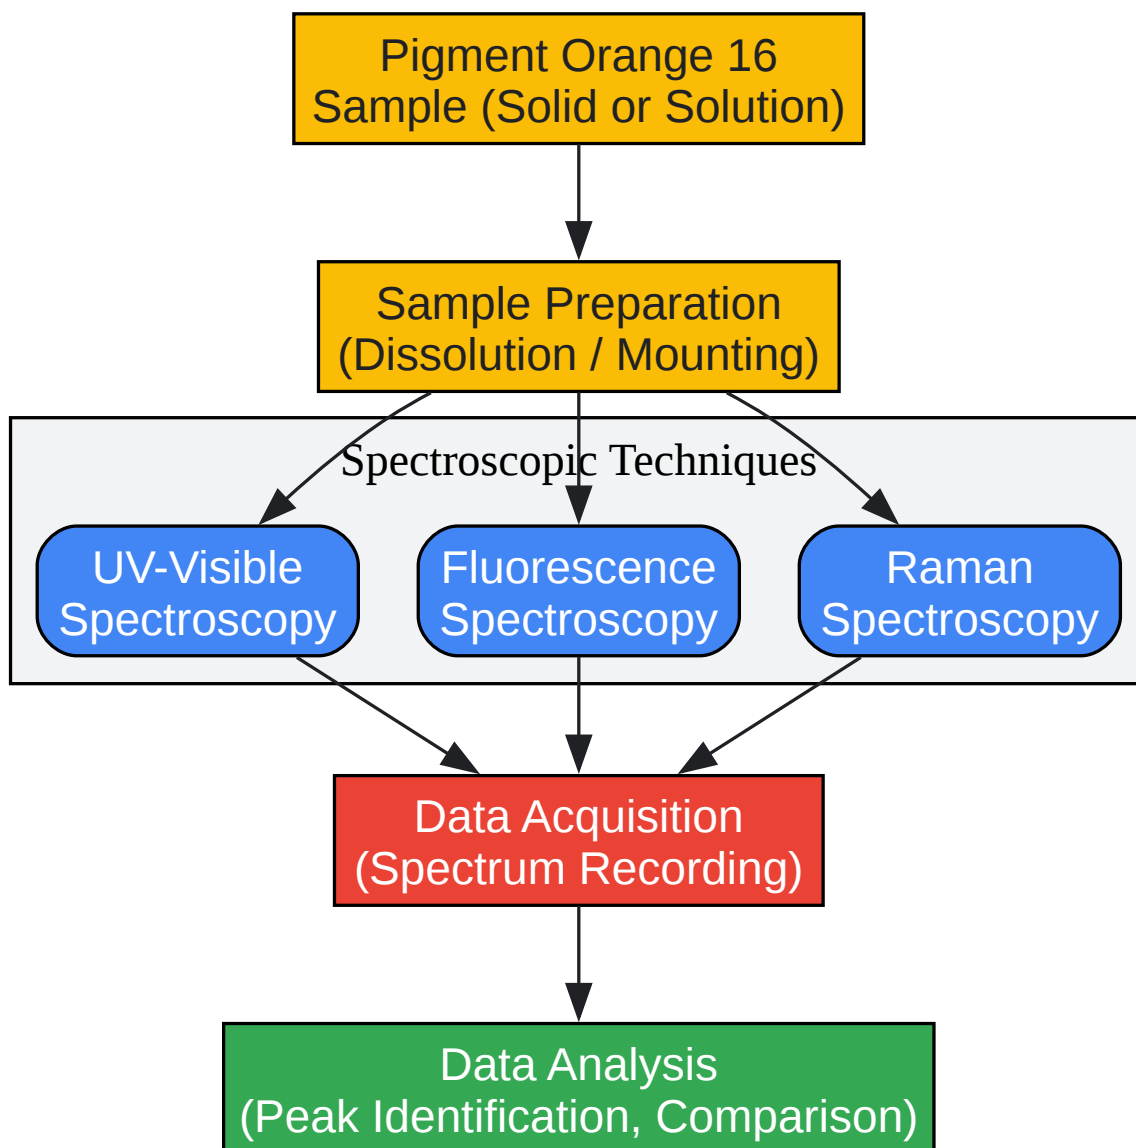 Pigment Orange 16
Sample (Solid or Solution)
Sample Preparation
(Dissolution / Mounting)
Spectroscopic Techniques
UV-Visible
Spectroscopy
Fluorescence
Spectroscopy
Raman
Spectroscopy
Data Acquisition
(Spectrum Recording)
Data Analysis
(Peak Identification, Comparison)